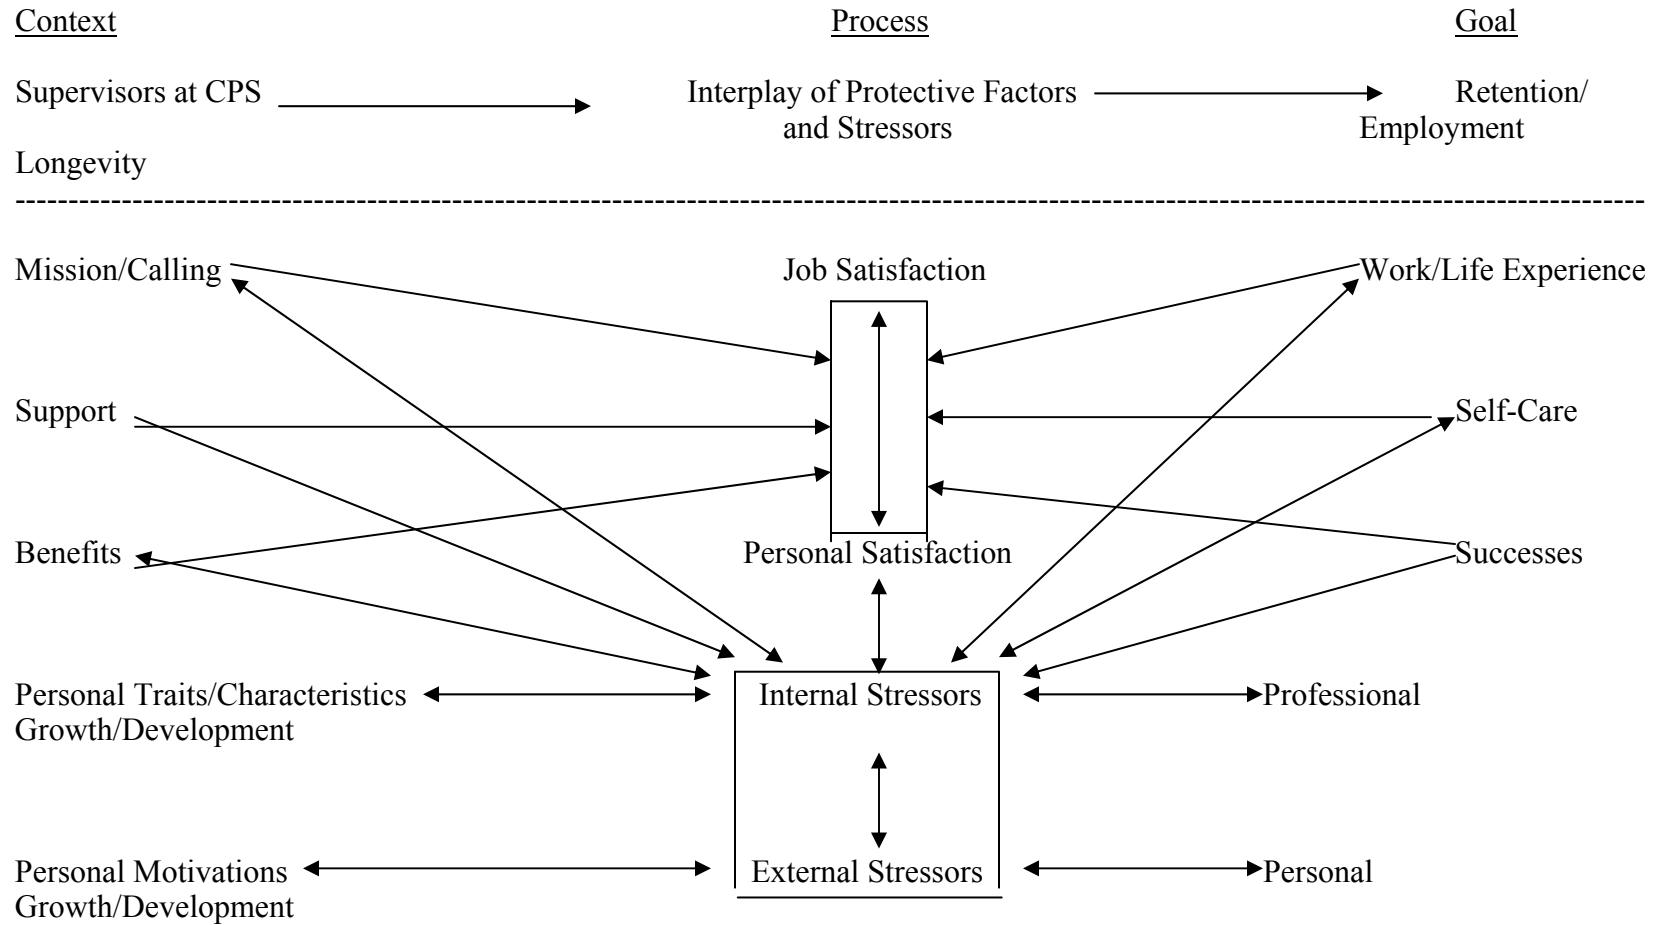 Context Process Goal
Supervisors at CPS Interplay of Protective Factors Retention/
and Stressors Employment
Longevity
--------------------------------------------------------------------------------------------------------------------------------------------------------
Mission/Calling Job Satisfaction Work/Life Experience
Support Self-Care
Benefits Personal Satisfaction Successes
Personal Traits/Characteristics Internal Stressors Professional
Growth/Development
Personal Motivations External Stressors Personal
Growth/Development